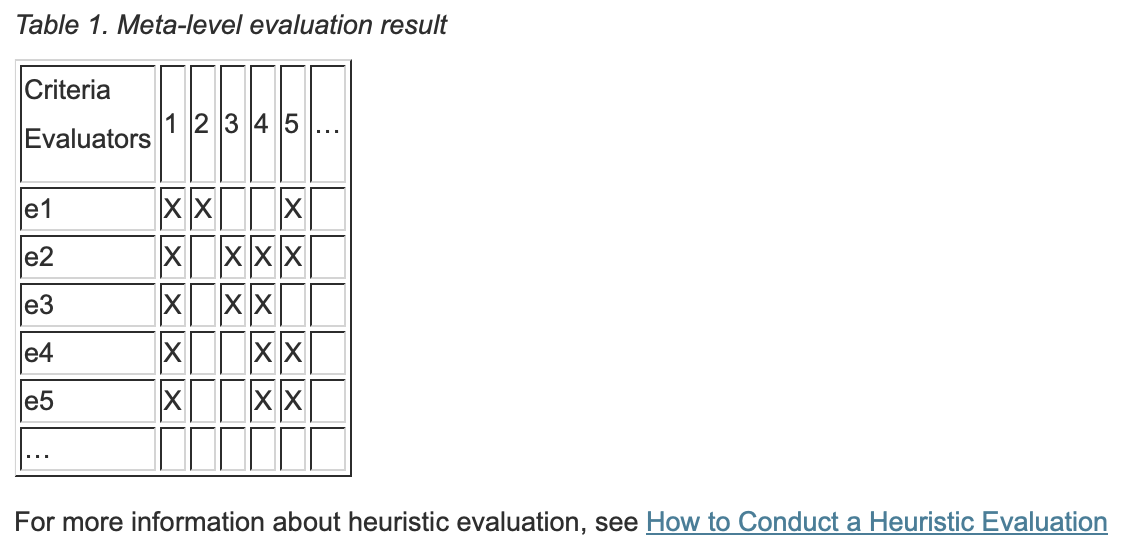 Table 1. Meta-level evaluation result
Criteria
Evaluators 1 2 3 4 5 ...
e1 X X X
e2 X X X X
e3 X X X
e4 X X X
e5 X X X
...
For more information about heuristic evaluation, see How to Conduct a Heuristic Evaluation